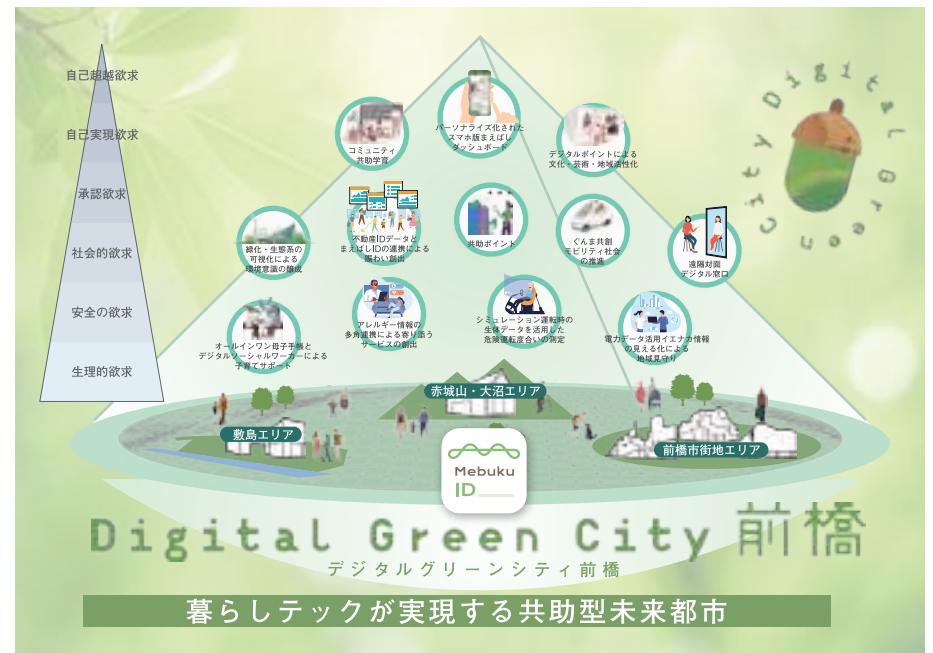 自己超越欲求
自己実現欲求
承認欲求
社会的欲求
安全の欲求
生理的欲求
パーソナライズ化された
スマホ版まえばし
ダッシュボード
コミュニティ
共助学育
デジタルポイントによる
文化・芸術・地域活性化
緑化・生態系の
可視化による
環境意識の醸成
不動産IDデータと
まえばしIDの連携による
賑わい創出
共助ポイント
ぐんま共創
モビリティ社会
の推進
遠隔対面
デジタル窓口
オールインワン母子手帳と
デジタルソーシャルワーカーによる
子育てサポート
アレルギー情報の
多角連携による寄り添う
サービスの創出
シミュレーション運転時の
生体データを活用した
危険運転度合いの測定
電力データ活用イエナカ情報
の見える化による
地域見守り
Digital Green City
赤城山・大沼エリア
敷島エリア
前橋市街地エリア
Mebuku
ID
Digital Green City 前橋
デジタルグリーンシティ前橋
暮らしテックが実現する共助型未来都市